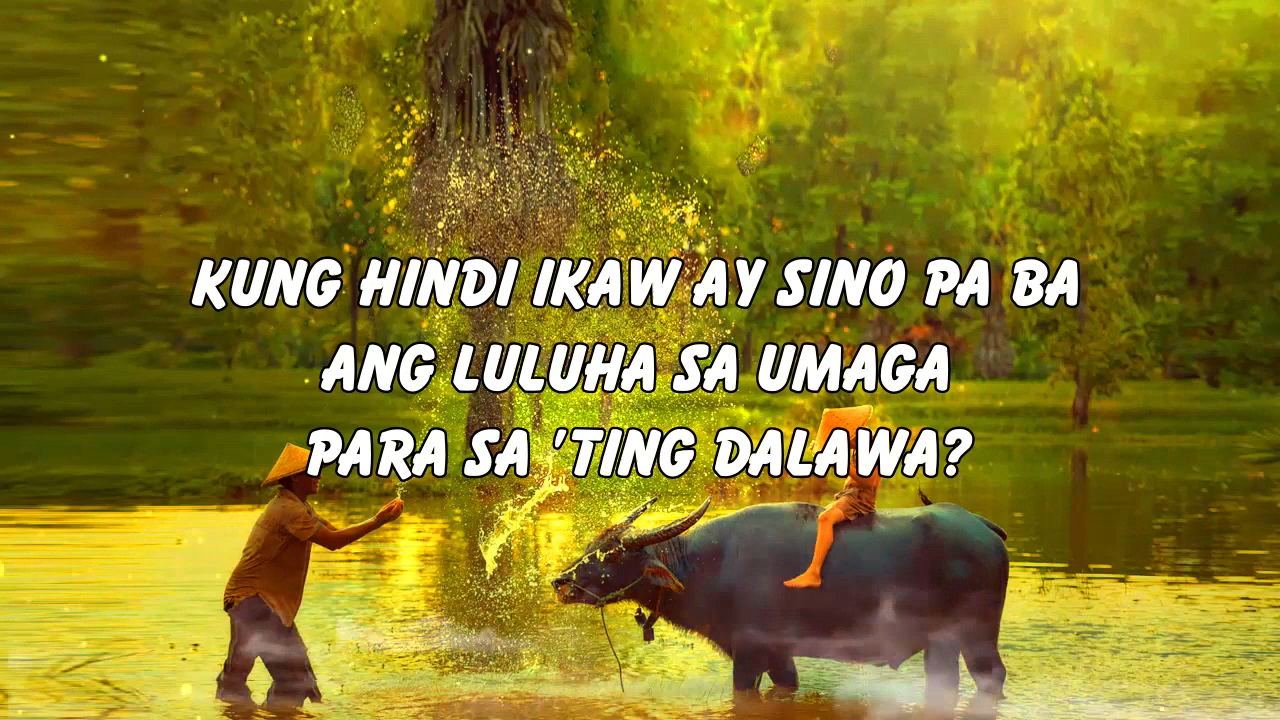 KUNG HINDI IKAW AY SINO PA BA
ANG LULUHA SA UMAGA
PARA SA 'TING DALAWA?